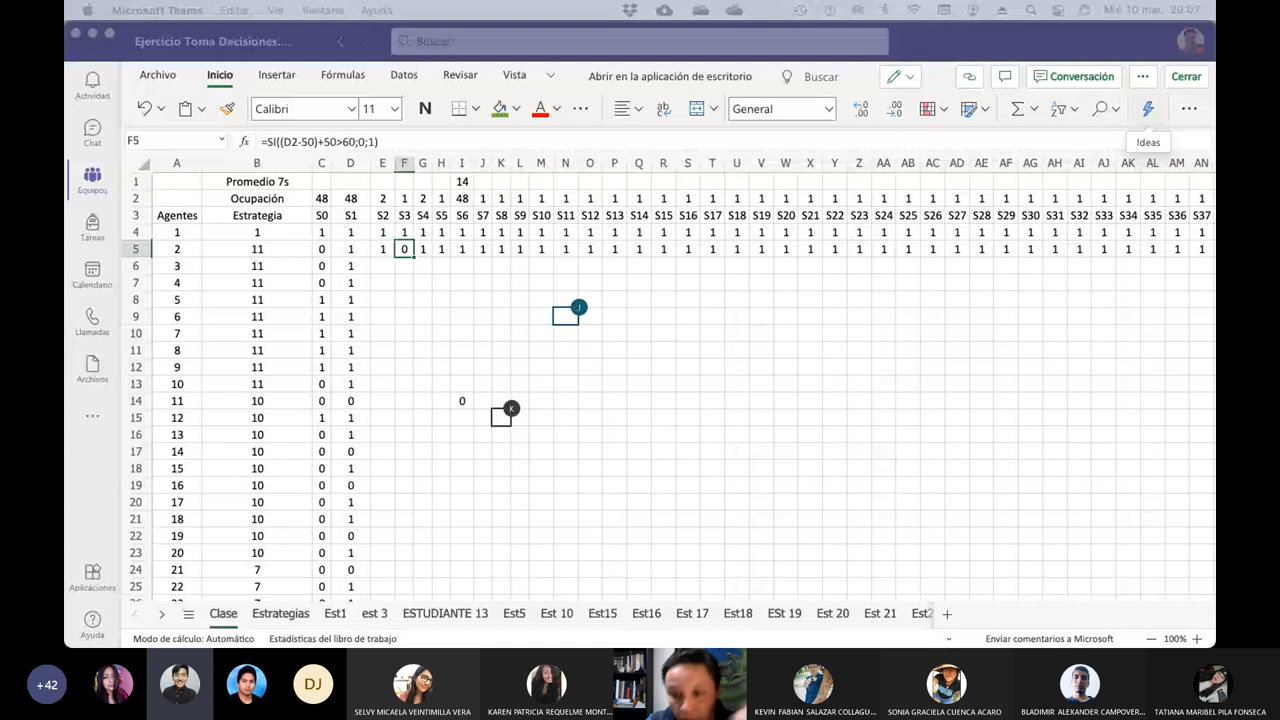 Microsoft Teams Editar Ver Ventana Ayuda Mié 10 mar. 20:07
Ejercicio Toma Decisiones.... Buscar
Archivo Inicio Insertar Fórmulas Datos Revisar Vista Abrir en la aplicación de escritorio Buscar Conversación ... Cerrar
Calibri 11 N A General
F5 fx =SI((D2-50)+50>60;0;1) Ideas
Actividad
Chat
Equipos
Tareas
Calendario
Llamadas
Archivos
Aplicaciones
Ayuda
A B C D E F G H I J K L M N O P Q R S T U V W X Y Z AA AB AC AD AE AF AG AH AI AJ AK AL AM AN
1 Promedio 7s 14
2 Ocupación 48 48 2 1 2 1 48 1 1 1 1 1 1 1 1 1 1 1 1 1 1 1 1 1 1 1 1 1 1 1 1 1 1 1 1 1 1 1
3 Agentes Estrategia S0 S1 S2 S3 S4 S5 S6 S7 S8 S9 S10 S11 S12 S13 S14 S15 S16 S17 S18 S19 S20 S21 S22 S23 S24 S25 S26 S27 S28 S29 S30 S31 S32 S33 S34 S35 S36 S37
4 1 1 1 1 1 1 1 1 1 1 1 1 1 1 1 1 1 1 1 1 1 1 1 1 1 1 1 1 1 1 1 1 1 1 1 1 1 1 1 1
5 2 11 0 1 1 0 1 1 1 1 1 1 1 1 1 1 1 1 1 1 1 1 1 1 1 1 1 1 1 1 1 1 1 1 1 1 1 1 1 1
6 3 11 0 1
7 4 11 0 1
8 5 11 1 1
J
9 6 11 1 1
10 7 11 1 1
11 8 11 1 1
12 9 11 1 1
13 10 11 0 1
14 11 10 0 0 0
K
15 12 10 1 1
16 13 10 0 1
17 14 10 0 0
18 15 10 0 1
19 16 10 0 0
20 17 10 0 1
21 18 10 0 1
22 19 10 0 0
23 20 10 0 1
24 21 7 0 0
25 22 7 0 1
Clase Estrategias Est1 est 3 ESTUDIANTE 13 Est5 Est 10 Est15 Est16 Est 17 Est18 ESt 19 Est 20 Est 21 Est2
Modo de cálculo: Automático Estadísticas del libro de trabajo Enviar comentarios a Microsoft 100%
+42 DJ
SELVY MICAELA VEINTIMILLA VERA KAREN PATRICIA REQUELME MONT... KEVIN FABIAN SALAZAR COLLAGU... SONIA GRACIELA CUENCA ACARO BLADIMIR ALEXANDER CAMPOVER... TATIANA MARIBEL PILA FONSECA